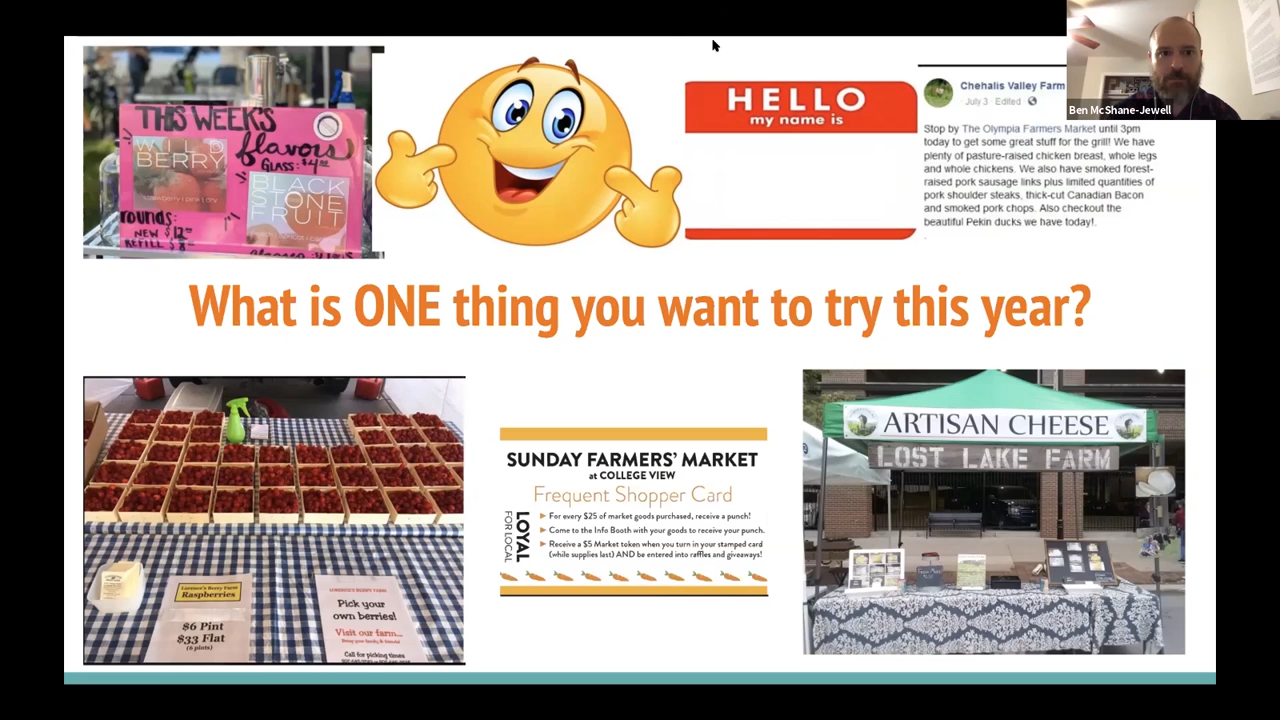 THIS WEEK'S
flavors
GLASS: $4.00
WILD
BERRY
BLACK
STONE
FRUIT
NEW $12
REFILL $8
HELLO
my name is
Chehalis Valley Farm
July 3 · Edited ·
Stop by The Olympia Farmers Market until 3pm
today to get some great stuff for the grill! We have
plenty of pasture-raised chicken breast, whole legs
and whole chickens. We also have smoked forest-
raised pork sausage links plus limited quantities of
pork shoulder steaks, thick-cut Canadian Bacon
and smoked pork chops. Also checkout the
beautiful Pekin ducks we have today!.
Ben McShane-Jewell
What is ONE thing you want to try this year?
Raspberries
$6 Pint
$33 Flat
(6 pints)
Pick your
own berries!
Visit our farm...
Call for picking times
SUNDAY FARMERS' MARKET
at COLLEGE VIEW
Frequent Shopper Card
LOYAL
FOR LOCAL
For every $25 of market goods purchased, receive a punch!
Come to the Info Booth with your goods to receive your punch.
Receive a $5 Market token when you turn in your stamped card
(while supplies last) AND be entered into raffles and giveaways!
ARTISAN CHEESE
LOST LAKE FARM